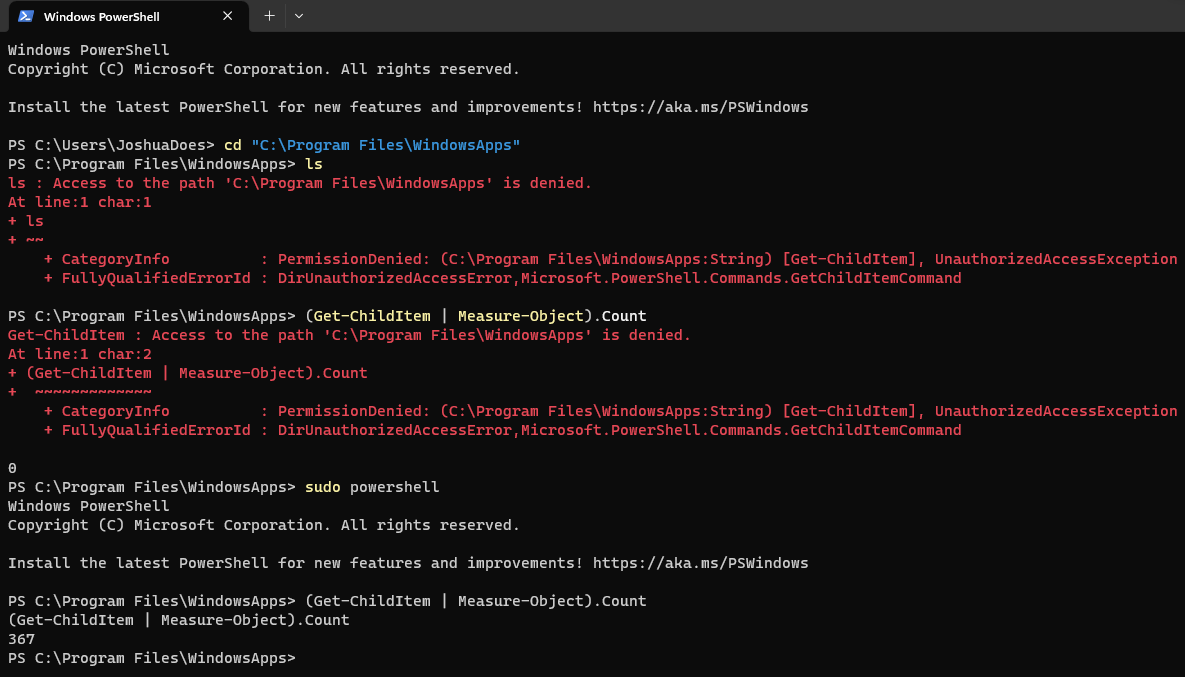 Windows PowerShell
Windows PowerShell
Copyright (C) Microsoft Corporation. All rights reserved.
Install the latest PowerShell for new features and improvements! https://aka.ms/PSWindows
PS C:\Users\JoshuaDoes> cd "C:\Program Files\WindowsApps"
PS C:\Program Files\WindowsApps> ls
ls : Access to the path 'C:\Program Files\WindowsApps' is denied.
At line:1 char:1
+ ls
+ ~~
    + CategoryInfo          : PermissionDenied: (C:\Program Files\WindowsApps:String) [Get-ChildItem], UnauthorizedAccessException
    + FullyQualifiedErrorId : DirUnauthorizedAccessError,Microsoft.PowerShell.Commands.GetChildItemCommand
PS C:\Program Files\WindowsApps> (Get-ChildItem | Measure-Object).Count
Get-ChildItem : Access to the path 'C:\Program Files\WindowsApps' is denied.
At line:1 char:2
+ (Get-ChildItem | Measure-Object).Count
+  ~~~~~~~~~~~~~
    + CategoryInfo          : PermissionDenied: (C:\Program Files\WindowsApps:String) [Get-ChildItem], UnauthorizedAccessException
    + FullyQualifiedErrorId : DirUnauthorizedAccessError,Microsoft.PowerShell.Commands.GetChildItemCommand
0
PS C:\Program Files\WindowsApps> sudo powershell
Windows PowerShell
Copyright (C) Microsoft Corporation. All rights reserved.
Install the latest PowerShell for new features and improvements! https://aka.ms/PSWindows
PS C:\Program Files\WindowsApps> (Get-ChildItem | Measure-Object).Count
(Get-ChildItem | Measure-Object).Count
367
PS C:\Program Files\WindowsApps>